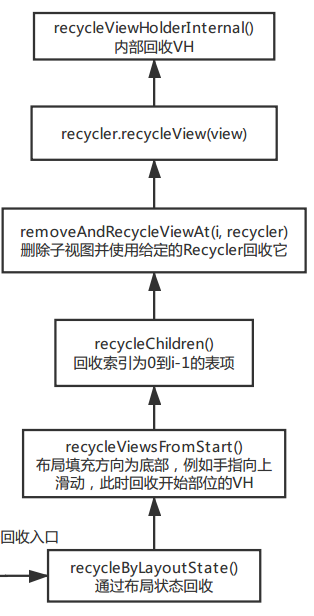 recycleViewHolderInternal()
内部回收VH
recycler.recycleView(view)
removeAndRecycleViewAt(i, recycler)
删除子视图并使用给定的Recycler回收它
recycleChildren()
回收索引为0到i-1的表项
recycleViewsFromStart()
布局填充方向为底部，例如手指向上
滑动，此时回收开始部位的VH
回收入口
recycleByLayoutState()
通过布局状态回收